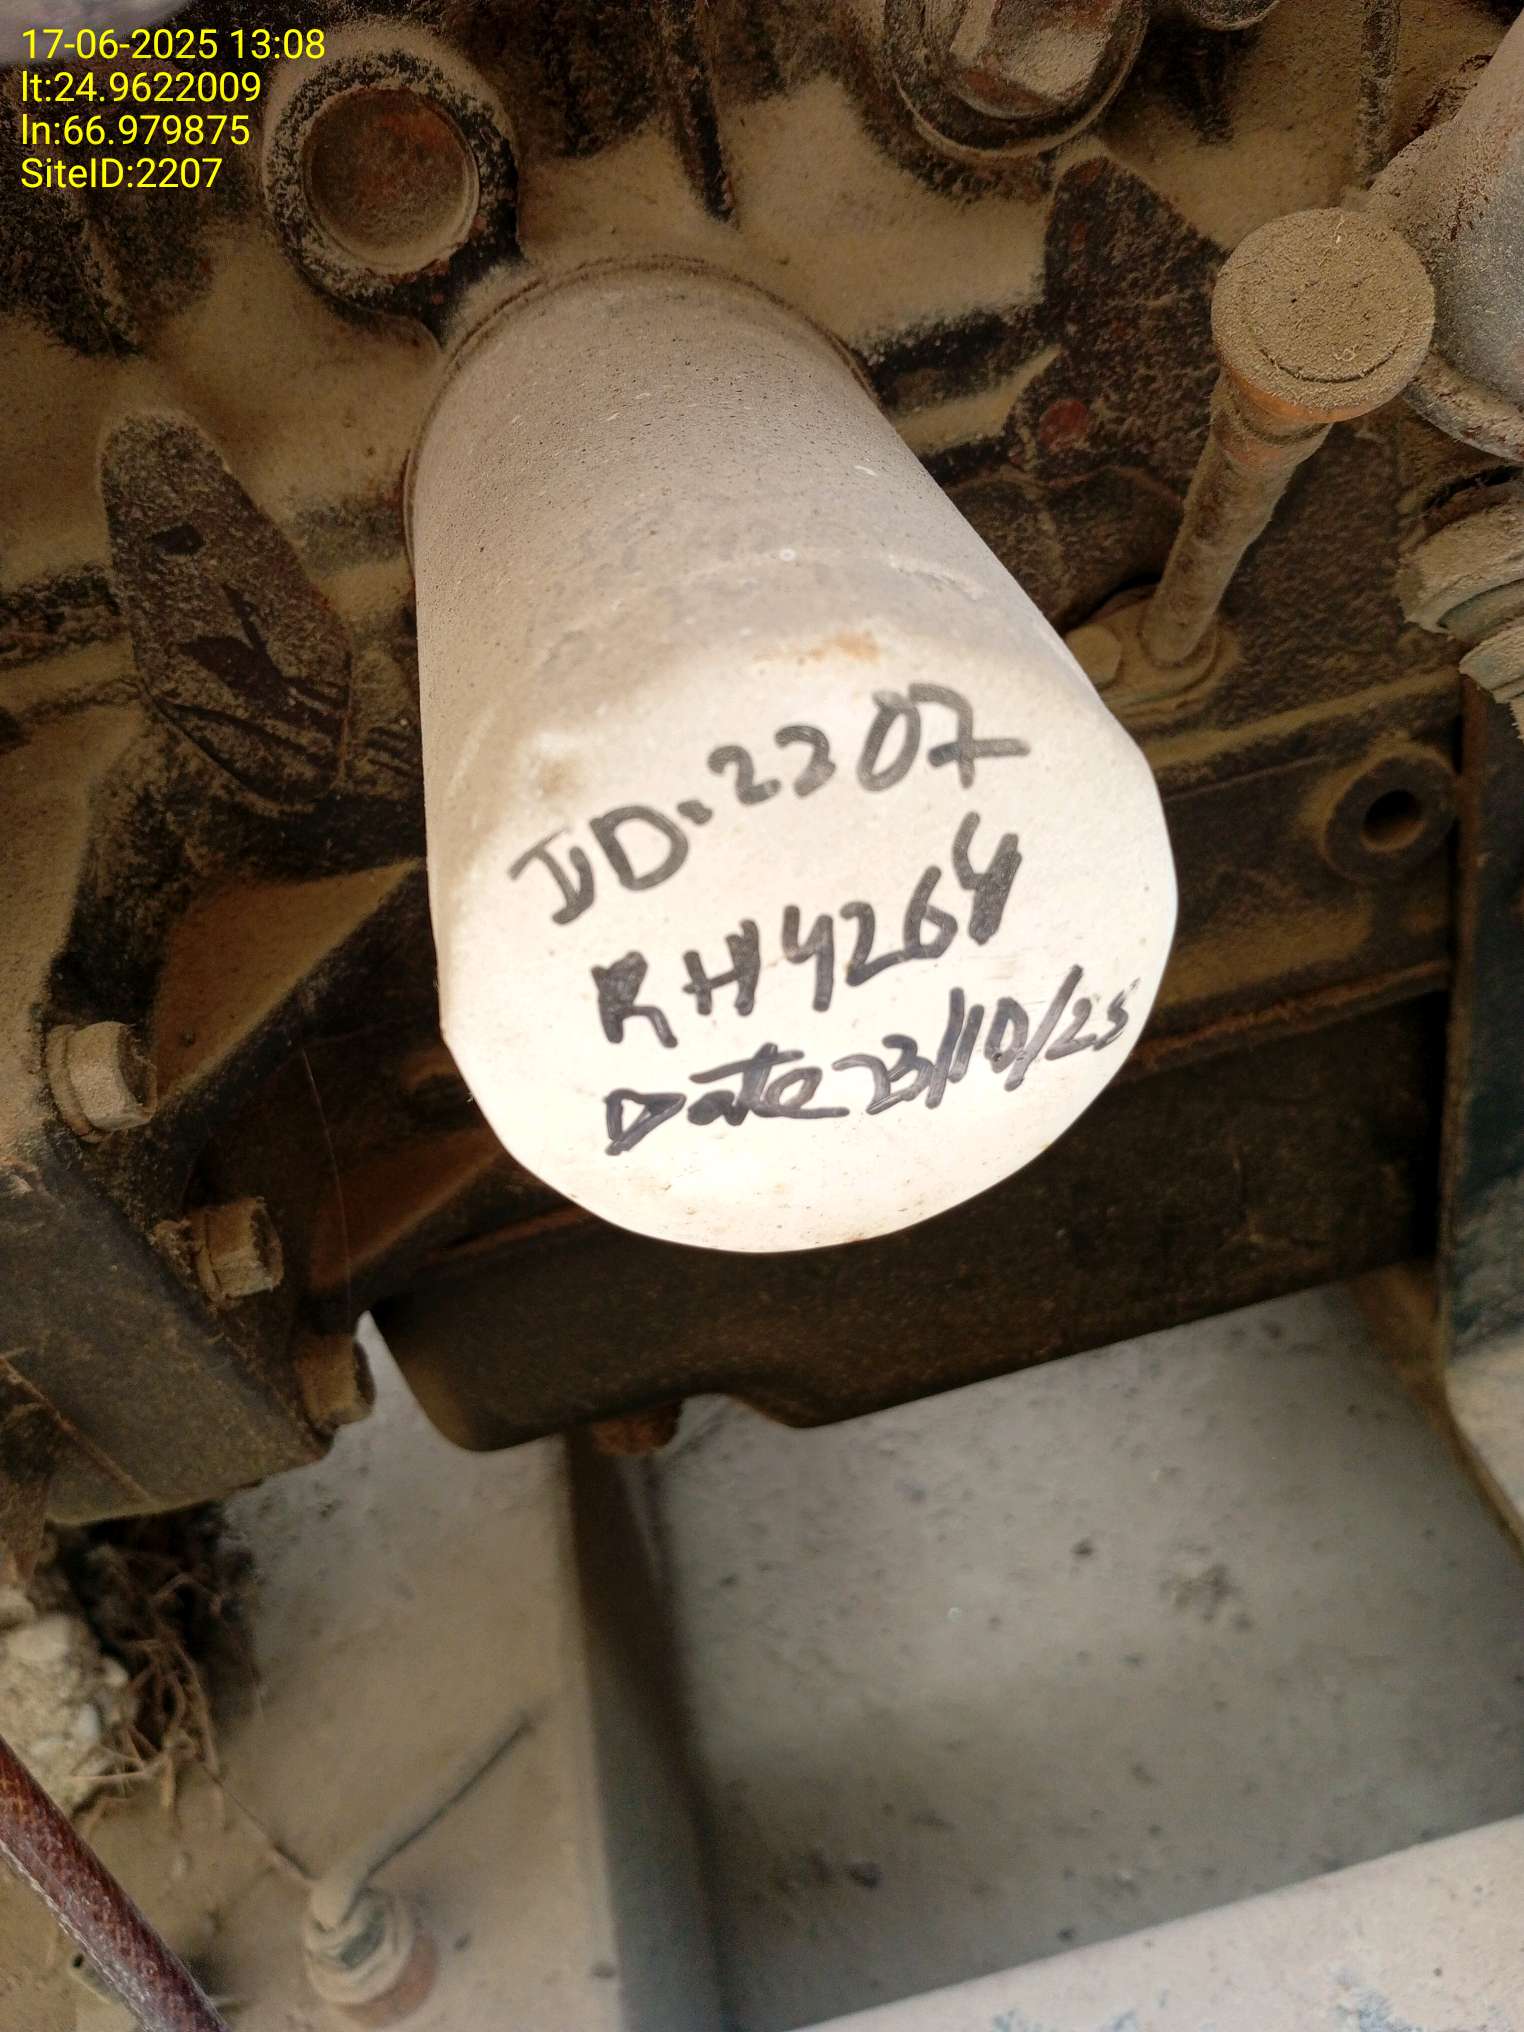 17-06-2025 13:08
lt:24.9622009
ln:66.979875
SiteID:2207
ID.2207
RH4264
Date 23/10/25